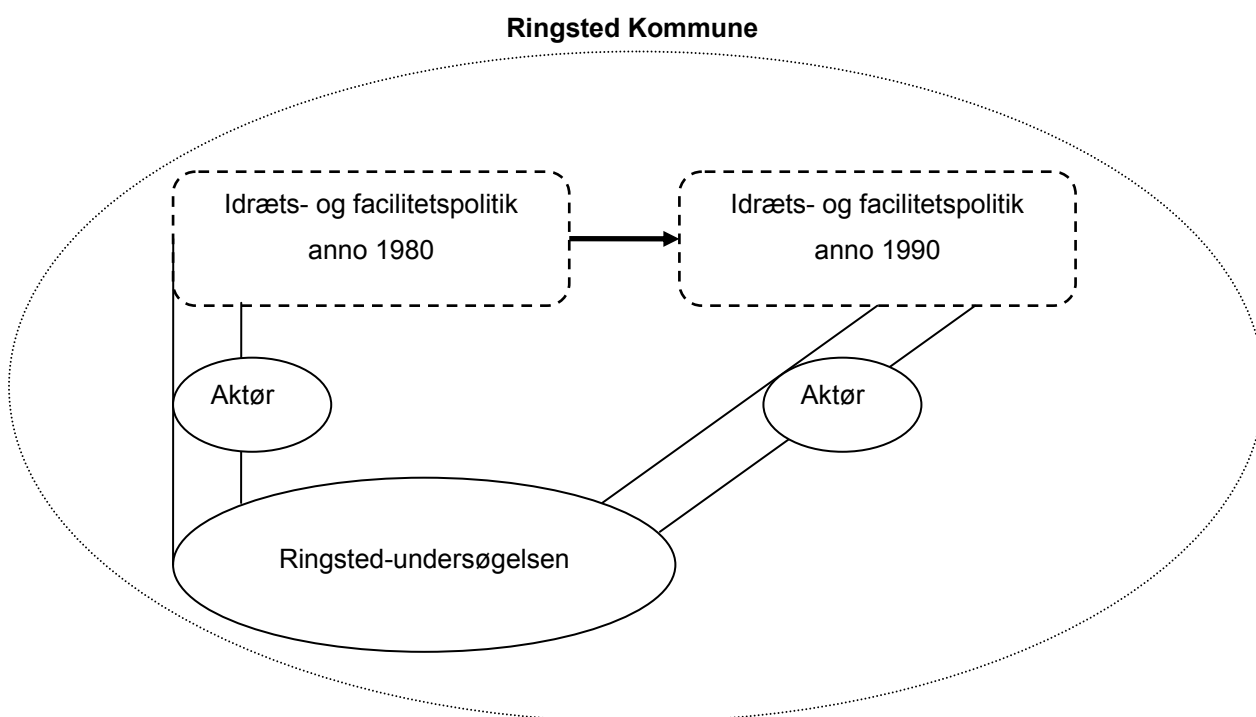 Ringsted Kommune
Idræts- og facilitetspolitik
anno 1980
Idræts- og facilitetspolitik
anno 1990
Aktør
Aktør
Ringsted-undersøgelsen